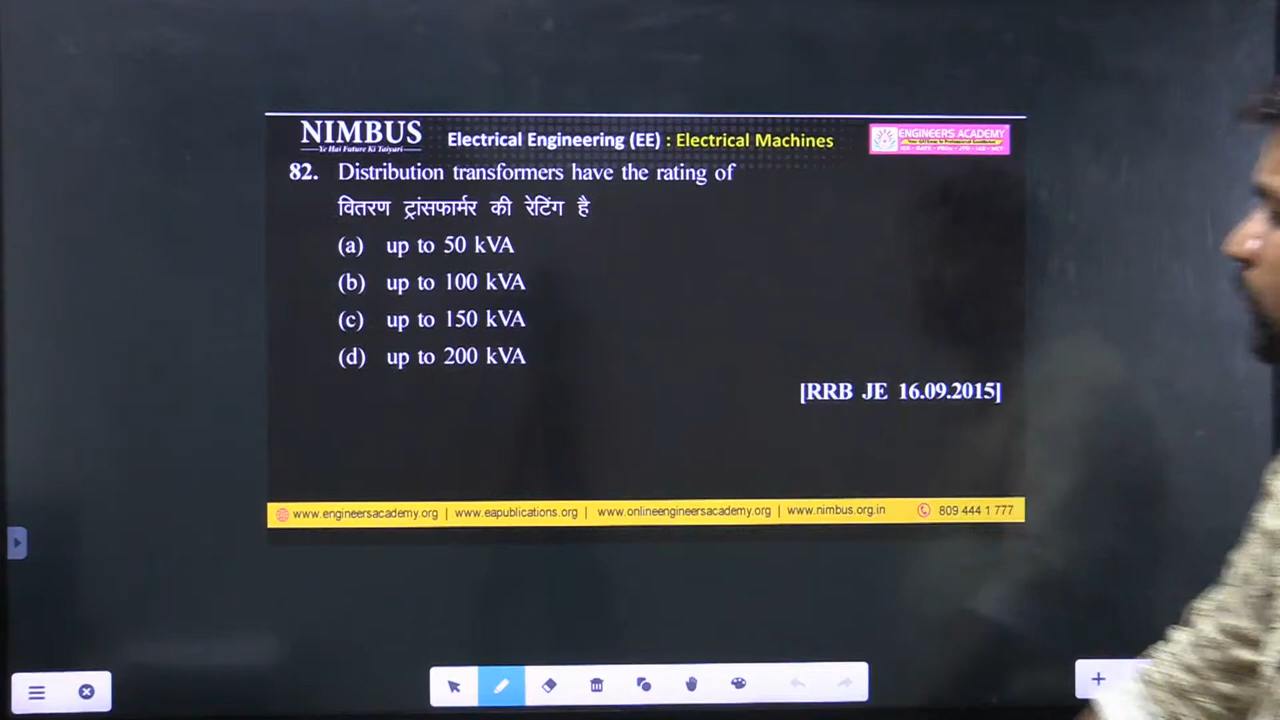 NIMBUS
Ye Hai Future Ki Taiyari
Electrical Engineering (EE) : Electrical Machines
ENGINEERS ACADEMY
82. Distribution transformers have the rating of
वितरण ट्रांसफार्मर की रेटिंग है
(a) up to 50 kVA
(b) up to 100 kVA
(c) up to 150 kVA
(d) up to 200 kVA
[RRB JE 16.09.2015]
www.engineersacademy.org | www.eapublications.org | www.onlineengineersacademy.org | www.nimbus.org.in 809 444 1 777